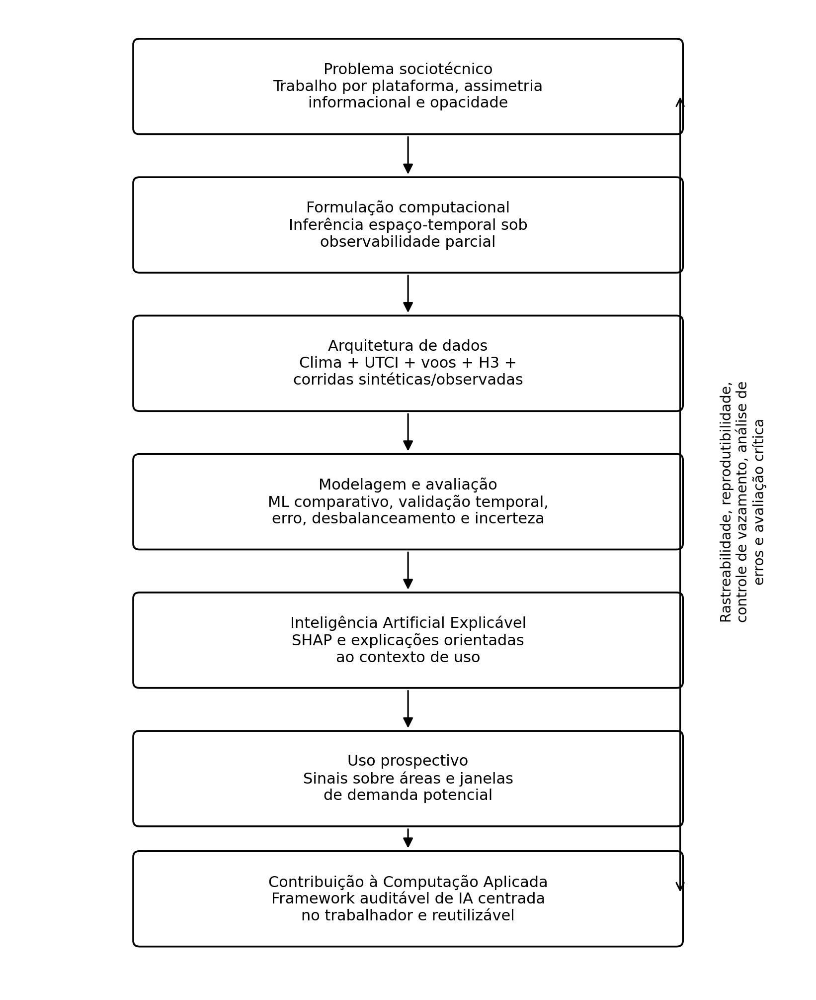 Problema sociotécnico
Trabalho por plataforma, assimetria
informacional e opacidade
Formulação computacional
Inferência espaço-temporal sob
observabilidade parcial
Arquitetura de dados
Clima + UTCI + voos + H3 +
corridas sintéticas/observadas
Modelagem e avaliação
ML comparativo, validação temporal,
erro, desbalanceamento e incerteza
Inteligência Artificial Explicável
SHAP e explicações orientadas
ao contexto de uso
Uso prospectivo
Sinais sobre áreas e janelas
de demanda potencial
Contribuição à Computação Aplicada
Framework auditável de IA centrada
no trabalhador e reutilizável
Rastreabilidade, reprodutibilidade,
controle de vazamento, análise de
erros e avaliação crítica